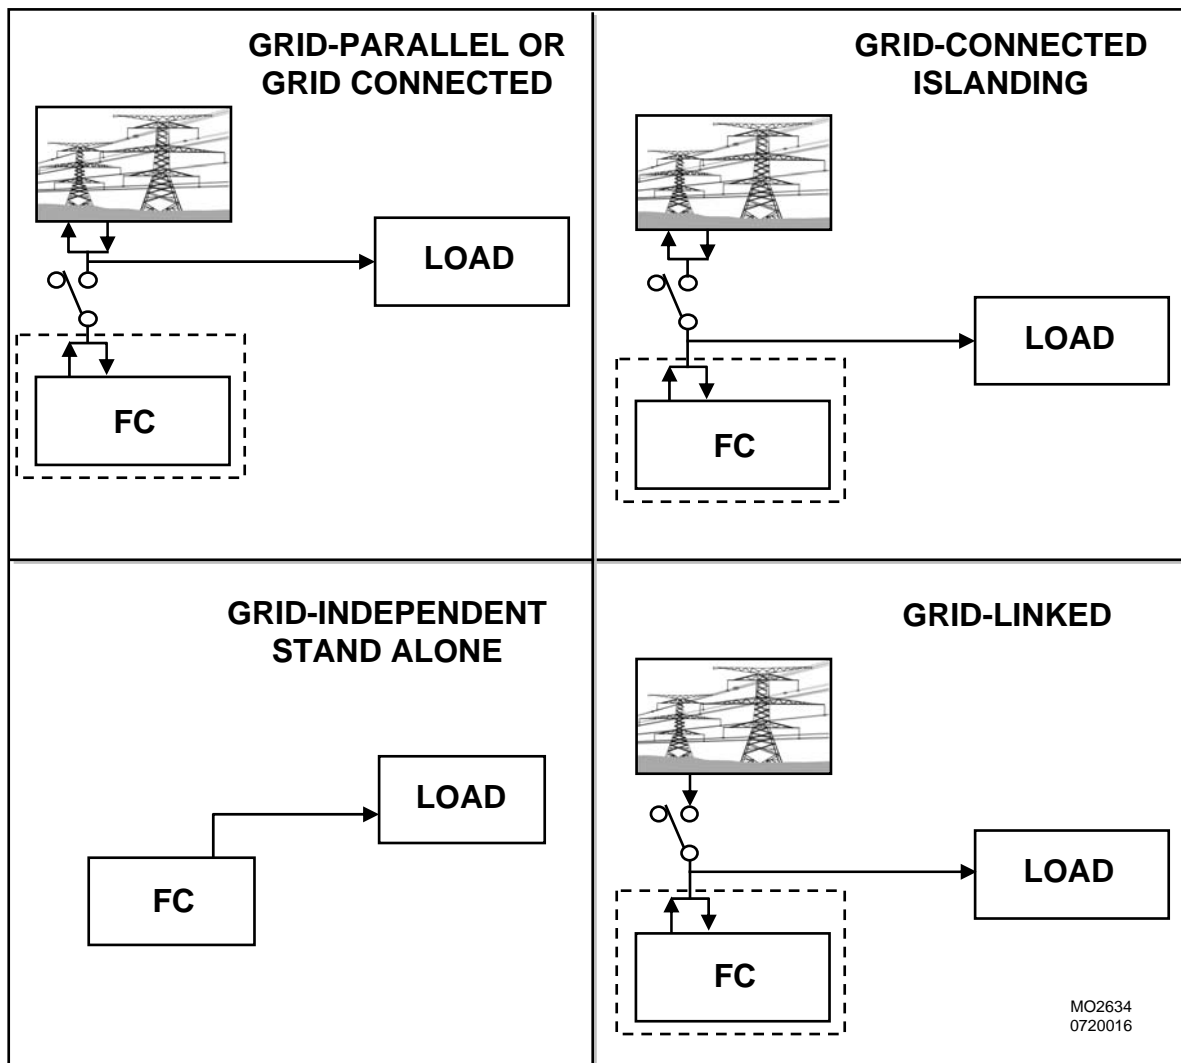 GRID-PARALLEL OR
GRID CONNECTED
LOAD
FC
GRID-CONNECTED
ISLANDING
LOAD
FC
GRID-INDEPENDENT
STAND ALONE
LOAD
FC
GRID-LINKED
LOAD
FC
MO2634
0720016